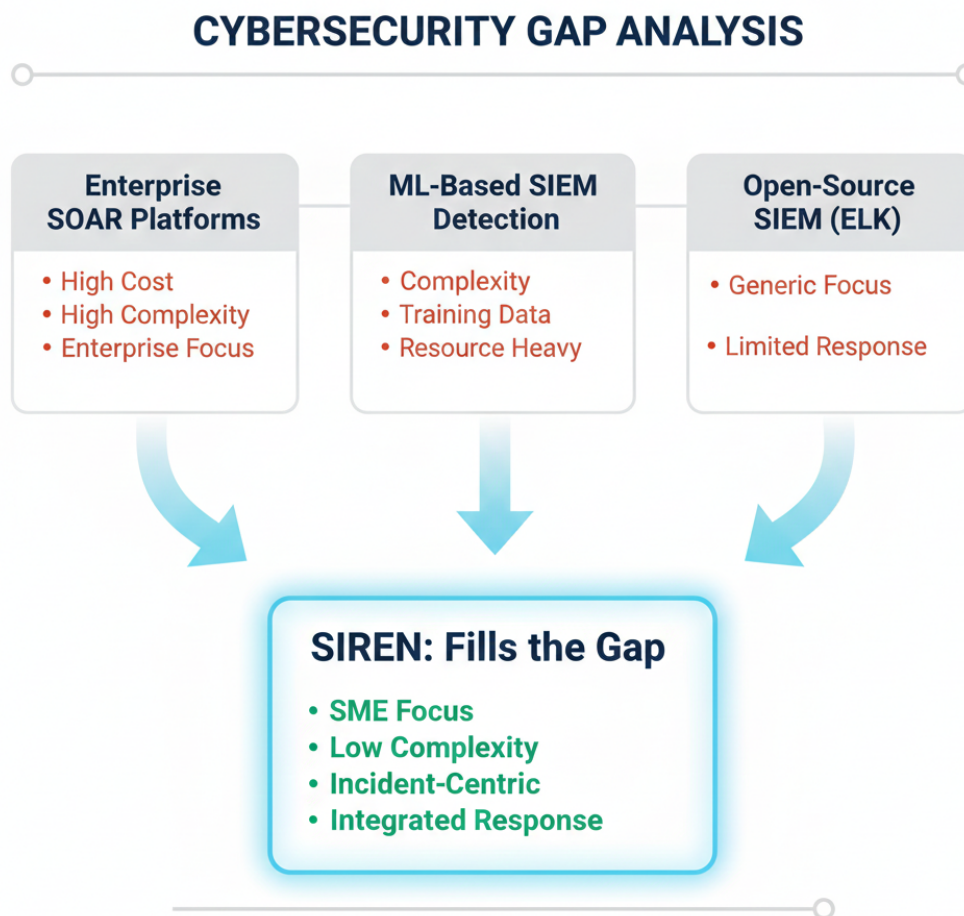 CYBERSECURITY GAP ANALYSIS
Enterprise
SOAR Platforms
• High Cost
• High Complexity
• Enterprise Focus
ML-Based SIEM
Detection
• Complexity
• Training Data
• Resource Heavy
Open-Source
SIEM (ELK)
• Generic Focus
• Limited Response
SIREN: Fills the Gap
• SME Focus
• Low Complexity
• Incident-Centric
• Integrated Response